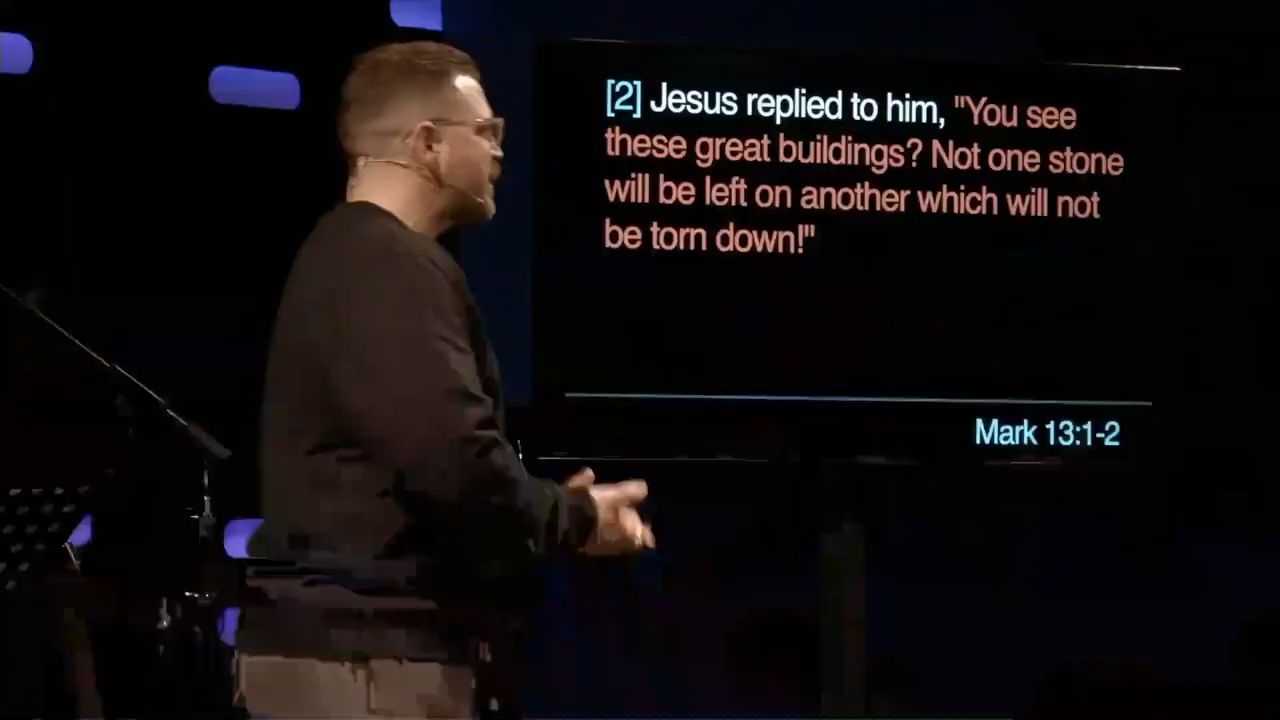 [2] Jesus replied to him, "You see
these great buildings? Not one stone
will be left on another which will not
be torn down!"
Mark 13:1-2